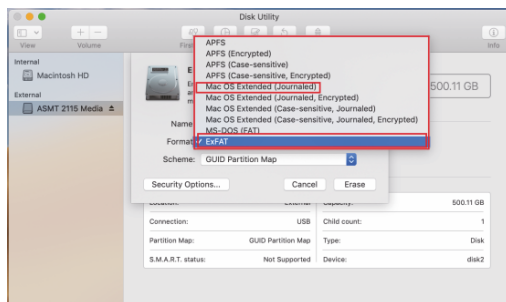 Disk Utility
View
Volume
Info
Internal
Macintosh HD
External
ASMT 2115 Media
APFS
APFS (Encrypted)
APFS (Case-sensitive)
APFS (Case-sensitive, Encrypted)
Mac OS Extended (Journaled)
Mac OS Extended (Journaled, Encrypted)
Mac OS Extended (Case-sensitive, Journaled)
Mac OS Extended (Case-sensitive, Journaled, Encrypted)
MS-DOS (FAT)
ExFAT
500.11 GB
Name
Format
Scheme: GUID Partition Map
Security Options... Cancel Erase
500.11 GB
Connection: USB Child count: 1
Partition Map: GUID Partition Map Type: Disk
S.M.A.R.T. status: Not Supported Device: disk2